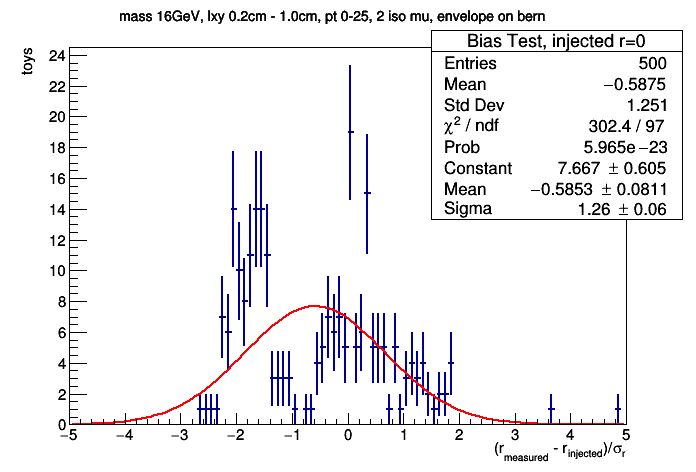 mass 16GeV, lxy 0.2cm - 1.0cm, pt 0-25, 2 iso mu, envelope on bern
Bias Test, injected r=0
Entries 500
Mean −0.5875
Std Dev 1.251
χ² / ndf 302.4 / 97
Prob 5.965e−23
Constant 7.667 ± 0.605
Mean −0.5853 ± 0.0811
Sigma 1.26 ± 0.06
toys
24
22
20
18
16
14
12
10
8
6
4
2
0
−5 −4 −3 −2 −1 0 1 2 3 4 5
(r_measured - r_injected)/σ_r